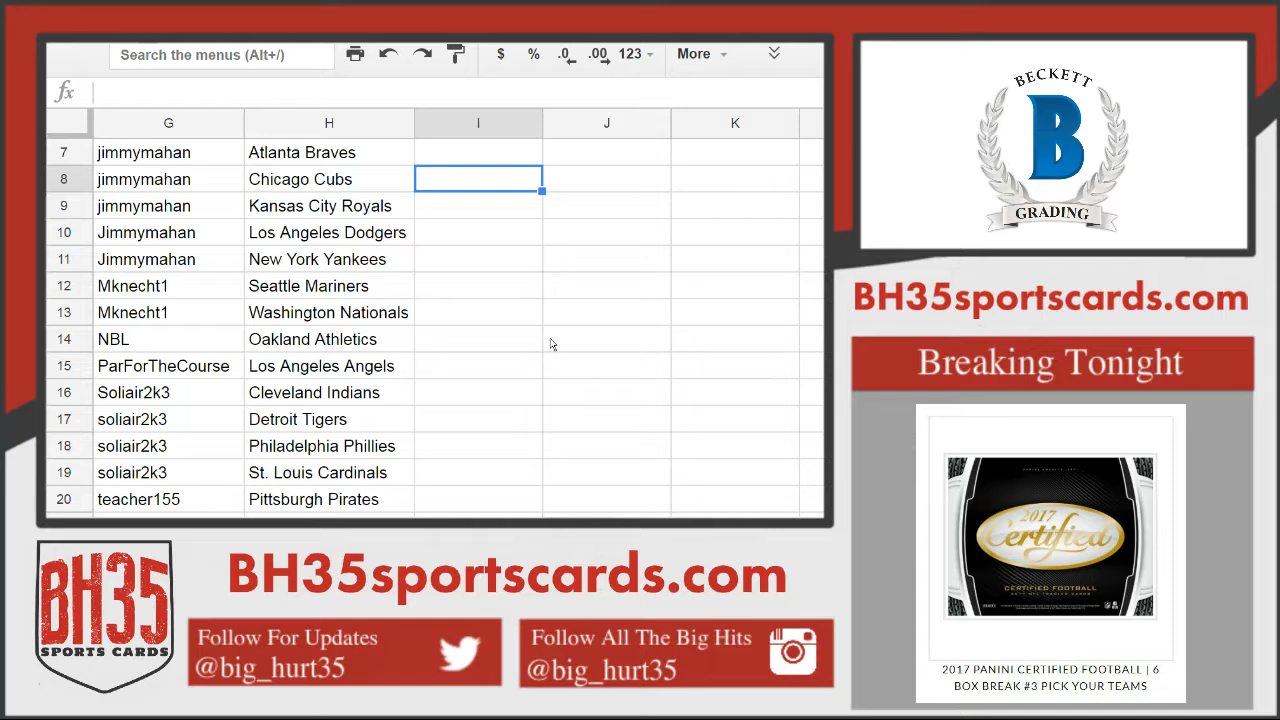 Search the menus (Alt+/)
$ % .0 .00 123 More
fx
G H I J K
7 jimmymahan Atlanta Braves
8 jimmymahan Chicago Cubs
9 jimmymahan Kansas City Royals
10 Jimmymahan Los Angeles Dodgers
11 Jimmymahan New York Yankees
12 Mknecht1 Seattle Mariners
13 Mknecht1 Washington Nationals
14 NBL Oakland Athletics
15 ParForTheCourse Los Angeles Angels
16 Soliair2k3 Cleveland Indians
17 soliair2k3 Detroit Tigers
18 soliair2k3 Philadelphia Phillies
19 soliair2k3 St. Louis Cardinals
20 teacher155 Pittsburgh Pirates
BECKETT
B
GRADING
BH35sportscards.com
Breaking Tonight
2017
Certified
CERTIFIED FOOTBALL
2017 PANINI CERTIFIED FOOTBALL | 6
BOX BREAK #3 PICK YOUR TEAMS
BH35
SPORTS CARDS
BH35sportscards.com
Follow For Updates
@big_hurt35
Follow All The Big Hits
@big_hurt35